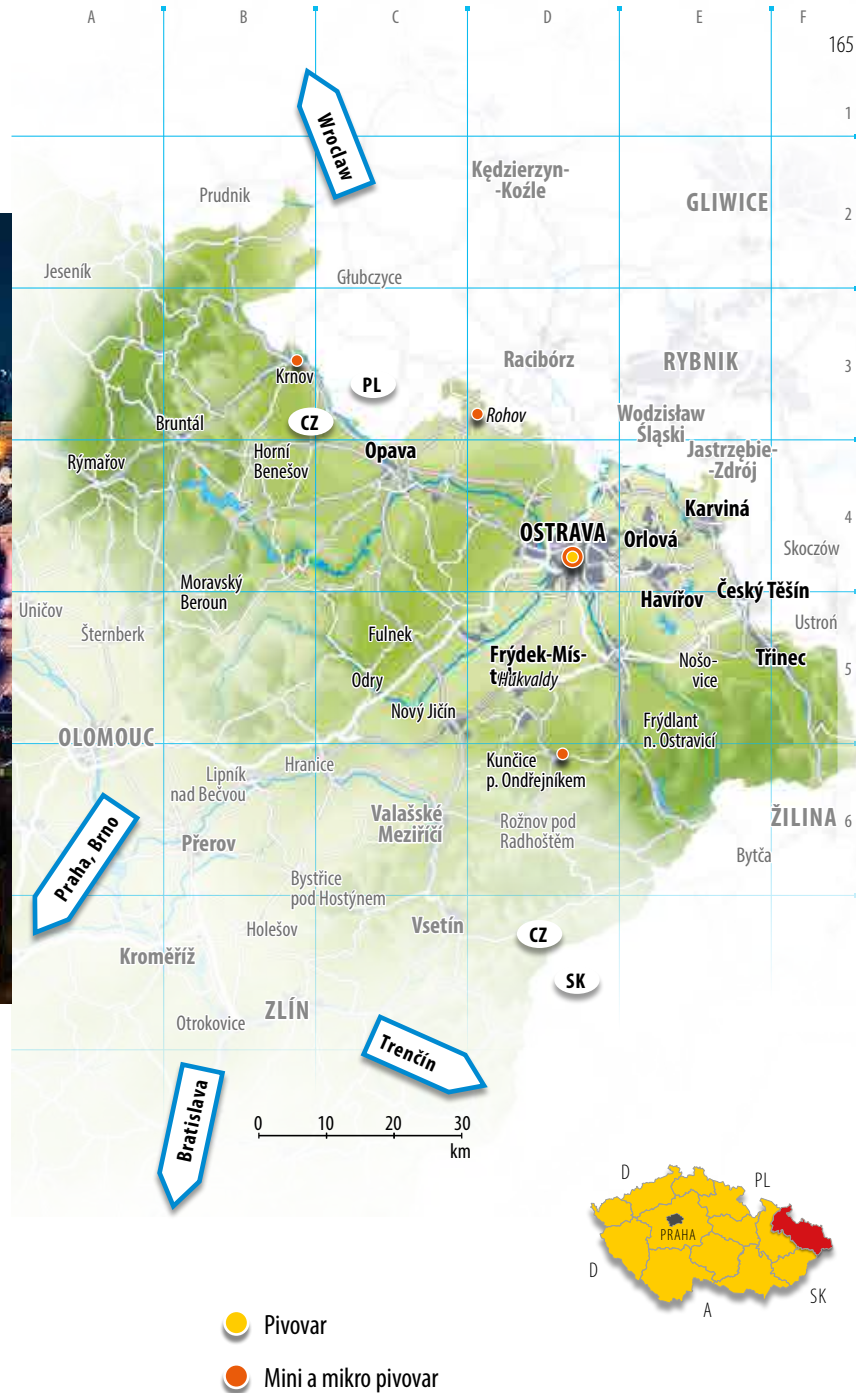 A B C D E F
165
1
Wroclaw
Kędzierzyn-
-Koźle
Prudnik
GLIWICE
2
Jeseník
Głubczyce
Racibórz
RYBNIK
3
Krnov
PL
Rohov
CZ
Wodzisław
Śląski
Bruntál
Horní
Benešov
Opava
Jastrzębie-
-Zdrój
Rýmařov
Karviná
4
OSTRAVA
Orlová
Skoczów
Moravský
Beroun
Havířov
Český Těšín
Uničov
Šternberk
Fulnek
Ustroń
Frýdek-Mís-
Hukvaldy
Nošo-
vice
Třinec
5
Odry
Nový Jičín
Frýdlant
n. Ostravicí
OLOMOUC
Lipník
nad Bečvou
Hranice
Kunčice
p. Ondřejníkem
Praha, Brno
Přerov
Valašské
Meziříčí
Rožnov pod
Radhoštěm
ŽILINA
6
Bytča
Bystřice
pod Hostýnem
Holešov
Vsetín
CZ
Kroměříž
SK
Otrokovice
ZLÍN
Trenčín
Bratislava
0 10 20 30
km
D
PL
PRAHA
D
A
SK
Pivovar
Mini a mikro pivovar